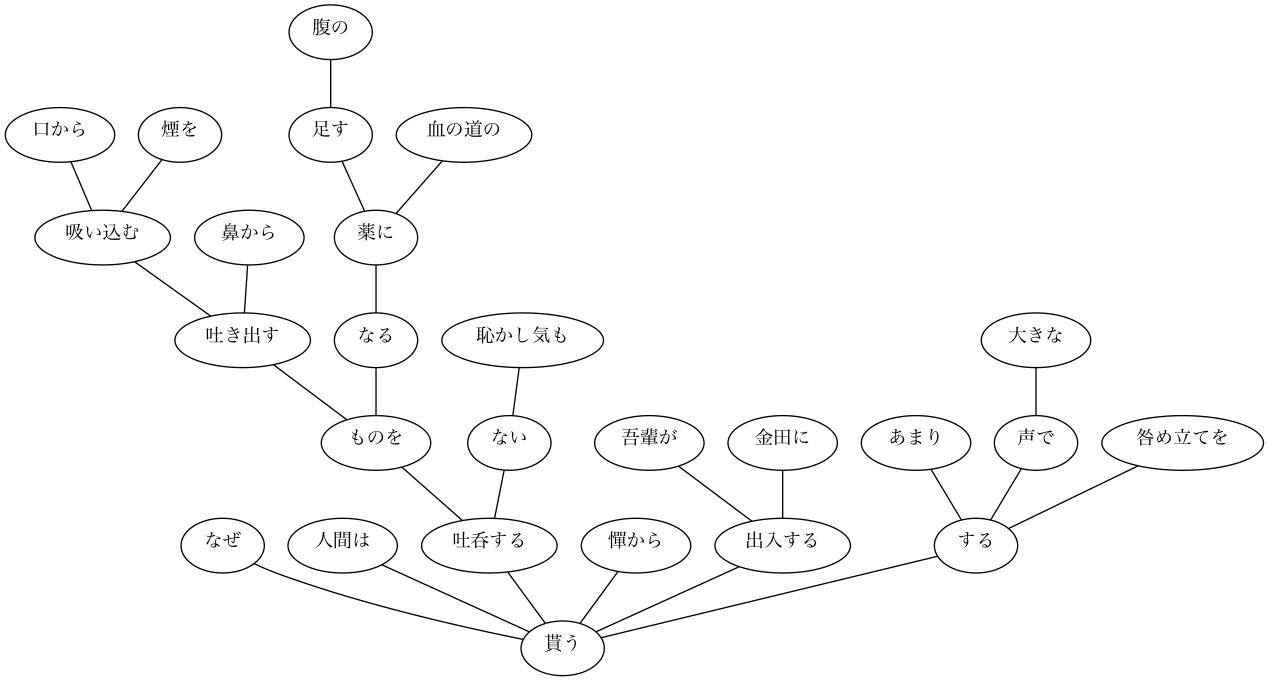 腹の
口から 煙を 足す 血の道の
吸い込む 鼻から 薬に
吐き出す なる 恥かし気も 大きな
ものを ない 吾輩が 金田に あまり 声で 咎め立てを
なぜ 人間は 吐呑する 憚から 出入する する
貰う